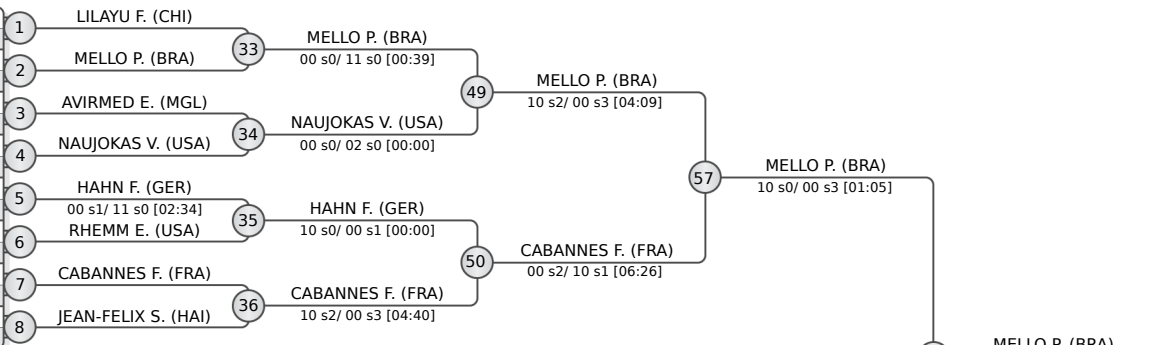 1
LILAYU F. (CHI)
2
MELLO P. (BRA)
33
MELLO P. (BRA)
00 s0/ 11 s0 [00:39]
3
AVIRMED E. (MGL)
4
NAUJOKAS V. (USA)
34
NAUJOKAS V. (USA)
00 s0/ 02 s0 [00:00]
49
MELLO P. (BRA)
10 s2/ 00 s3 [04:09]
5
HAHN F. (GER)
00 s1/ 11 s0 [02:34]
6
RHEMM E. (USA)
35
HAHN F. (GER)
10 s0/ 00 s1 [00:00]
7
CABANNES F. (FRA)
8
JEAN-FELIX S. (HAI)
36
CABANNES F. (FRA)
10 s2/ 00 s3 [04:40]
50
CABANNES F. (FRA)
00 s2/ 10 s1 [06:26]
57
MELLO P. (BRA)
10 s0/ 00 s3 [01:05]
MELLO P. (BRA)